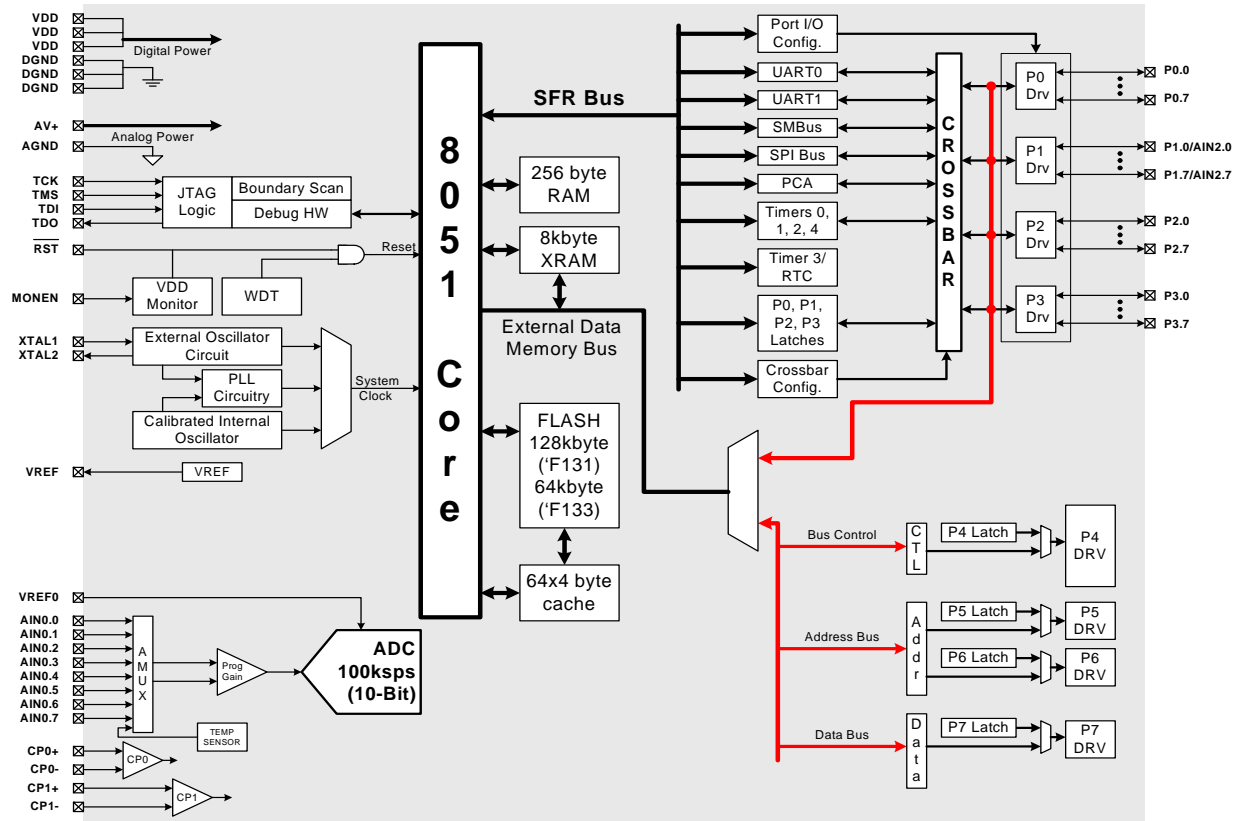 VDD
VDD
VDD
Digital Power
DGND
DGND
DGND
AV+
Analog Power
AGND
TCK
TMS
TDI
TDO
JTAG
Logic
Boundary Scan
Debug HW
RST
Reset
MONEN
VDD
Monitor
WDT
XTAL1
XTAL2
External Oscillator
Circuit
PLL
Circuitry
Calibrated Internal
Oscillator
System
Clock
VREF
VREF
VREF0
AIN0.0
AIN0.1
AIN0.2
AIN0.3
AIN0.4
AIN0.5
AIN0.6
AIN0.7
AMUX
Prog
Gain
ADC
100ksps
(10-Bit)
TEMP
SENSOR
CP0+
CP0-
CP0
CP1+
CP1-
CP1
8051 Core
SFR Bus
256 byte
RAM
8kbyte
XRAM
External Data
Memory Bus
FLASH
128kbyte
('F131)
64kbyte
(‘F133)
64x4 byte
cache
Port I/O
Config.
UART0
UART1
SMBus
SPI Bus
PCA
Timers 0,
1, 2, 4
Timer 3/
RTC
P0, P1,
P2, P3
Latches
Crossbar
Config.
CROSSBAR
P0
Drv
P1
Drv
P2
Drv
P3
Drv
P0.0
P0.7
P1.0/AIN2.0
P1.7/AIN2.7
P2.0
P2.7
P3.0
P3.7
Bus Control
CTL
P4 Latch
P4
DRV
Address Bus
Addr
P5 Latch
P5
DRV
P6 Latch
P6
DRV
Data Bus
Data
P7 Latch
P7
DRV